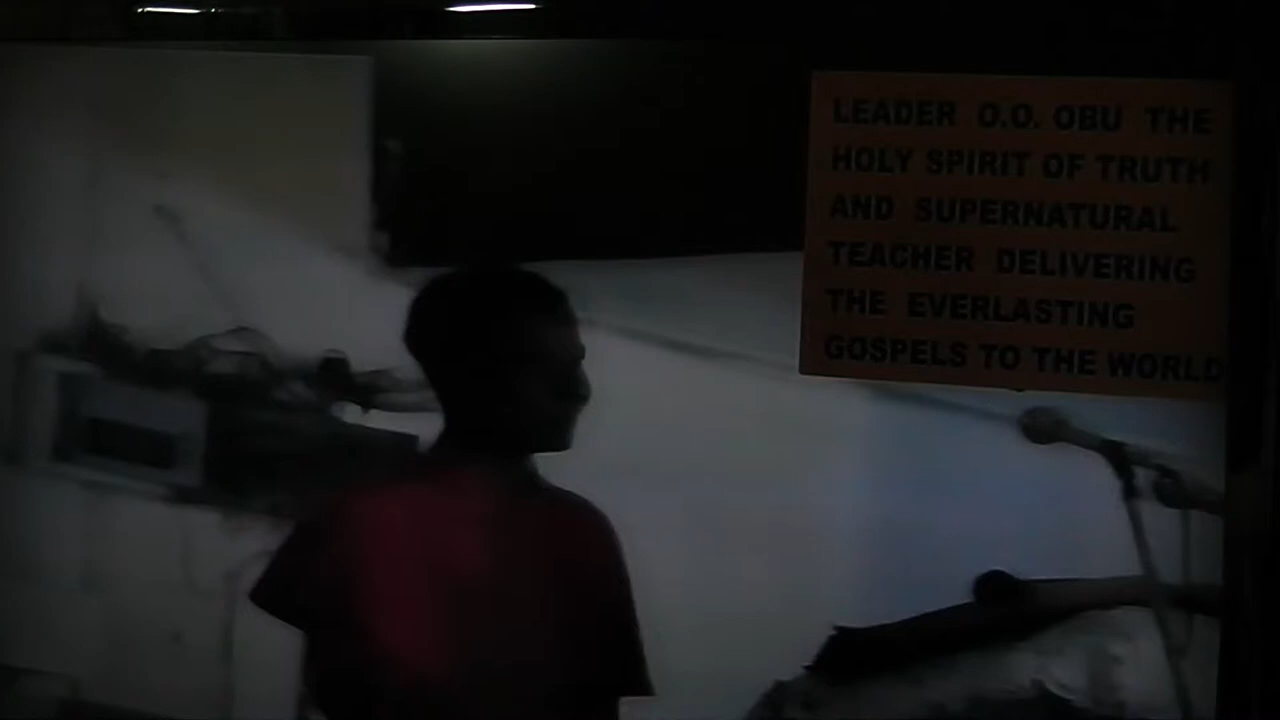 LEADER O.O. OBU THE
HOLY SPIRIT OF TRUTH
AND SUPERNATURAL
TEACHER DELIVERING
THE EVERLASTING
GOSPELS TO THE WORLD